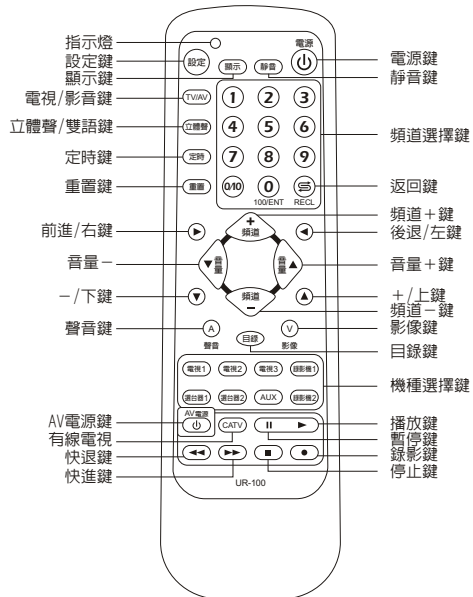 指示燈
設定鍵
顯示鍵
電視/影音鍵
立體聲/雙語鍵
定時鍵
重置鍵
前進/右鍵
音量－
－/下鍵
聲音鍵
AV電源鍵
有線電視
快退鍵
快進鍵
電源
設定
顯示
靜音
TV/AV
1
2
3
立體聲
4
5
6
定時
7
8
9
重置
0/10
0
100/ENT
RECL
+
頻道
音量
音量
頻道
－
A
聲音
目錄
V
影像
電視1
電視2
電視3
錄影機1
選台器1
選台器2
AUX
錄影機2
AV電源
CATV
UR-100
電源鍵
靜音鍵
頻道選擇鍵
返回鍵
頻道＋鍵
後退/左鍵
音量＋鍵
＋/上鍵
頻道－鍵
影像鍵
目錄鍵
機種選擇鍵
播放鍵
暫停鍵
錄影鍵
停止鍵